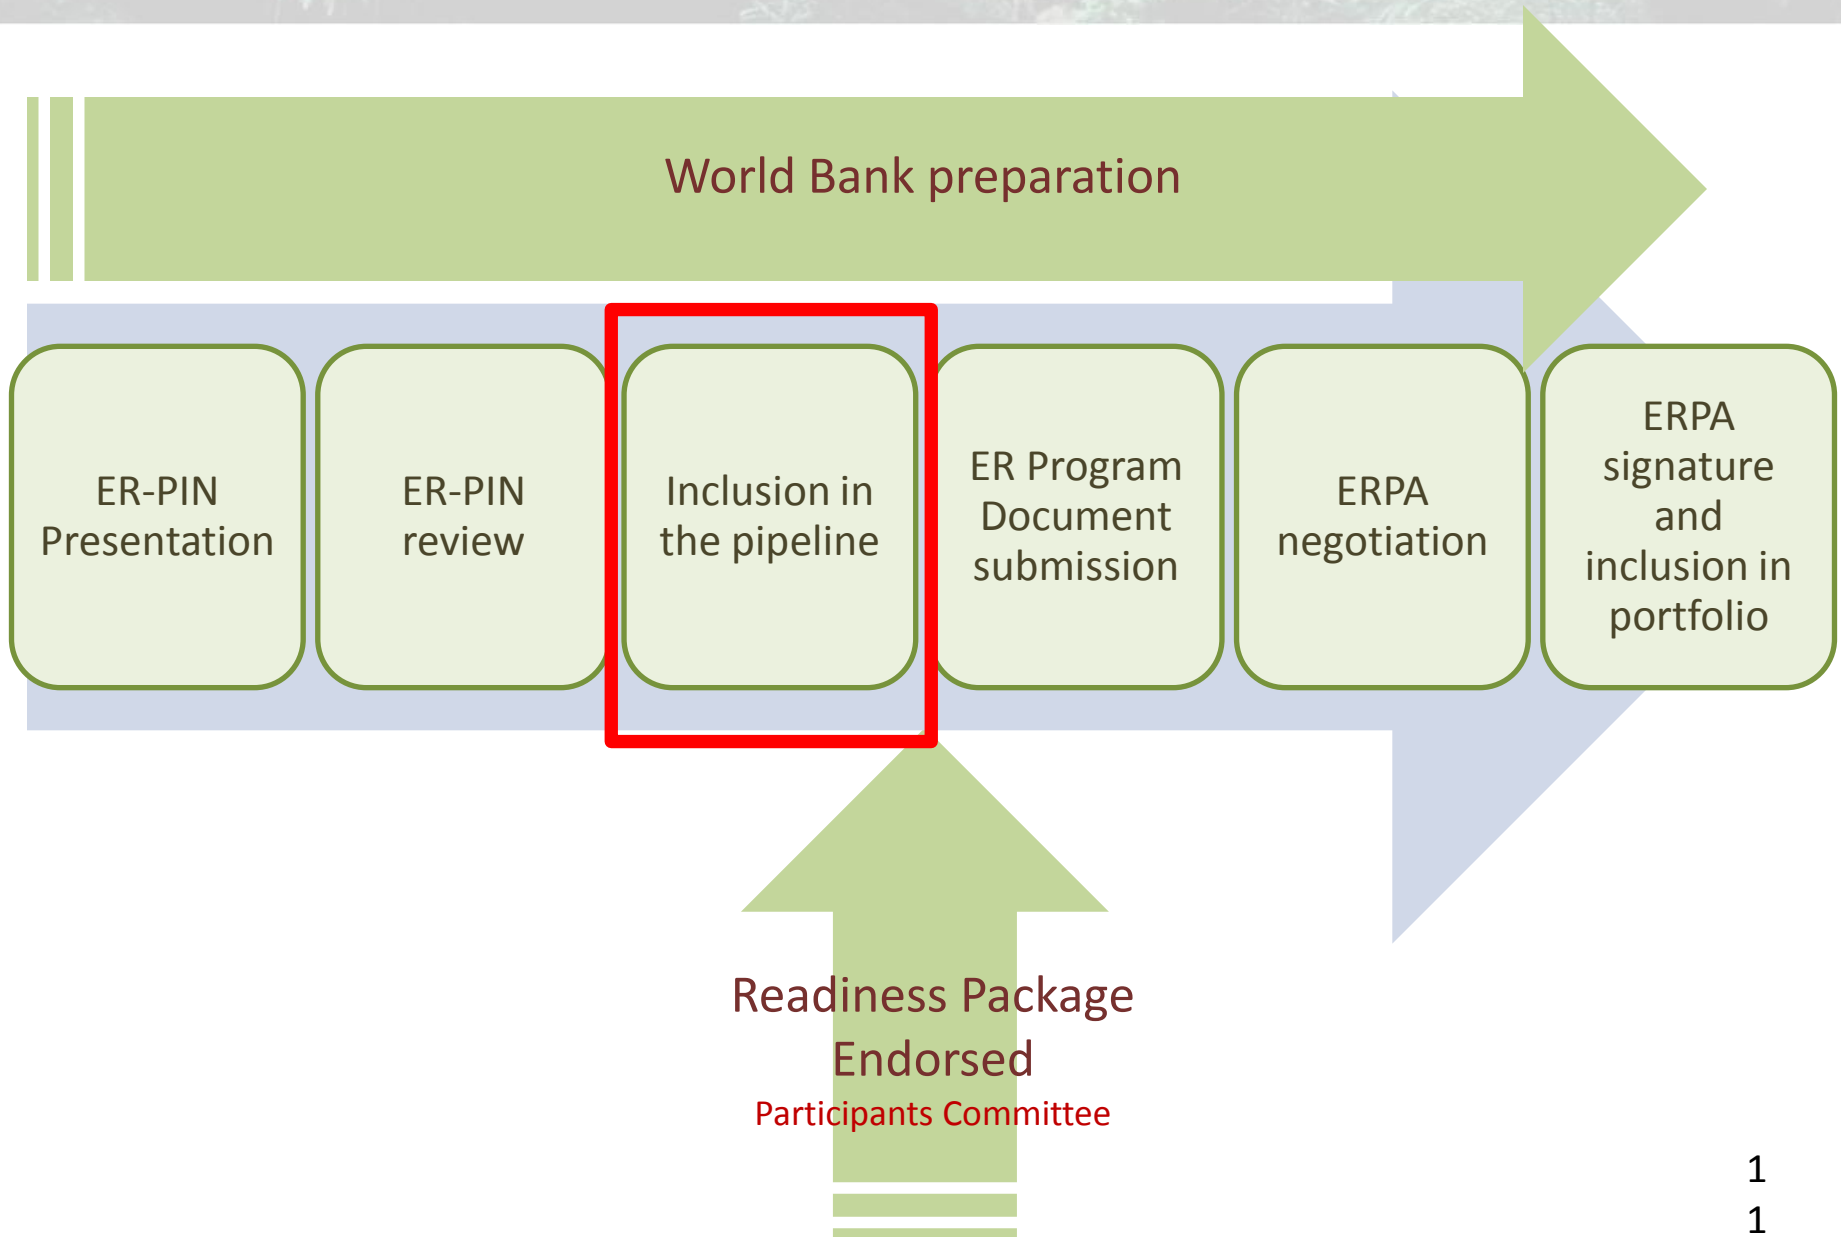 World Bank preparation
ER-PIN
Presentation
ER-PIN
review
Inclusion in
the pipeline
ER Program
Document
submission
ERPA
negotiation
ERPA
signature
and
inclusion in
portfolio
Readiness Package
Endorsed
Participants Committee
1
1